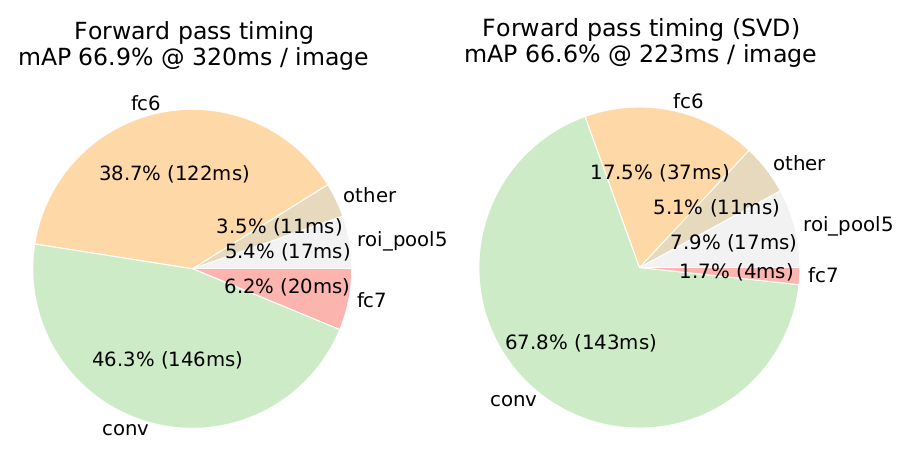 Forward pass timing
mAP 66.9% @ 320ms / image
fc6
38.7% (122ms)
other
3.5% (11ms)
roi_pool5
5.4% (17ms)
6.2% (20ms)
fc7
46.3% (146ms)
conv
Forward pass timing (SVD)
mAP 66.6% @ 223ms / image
fc6
other
17.5% (37ms)
5.1% (11ms)
roi_pool5
7.9% (17ms)
1.7% (4ms)
fc7
67.8% (143ms)
conv